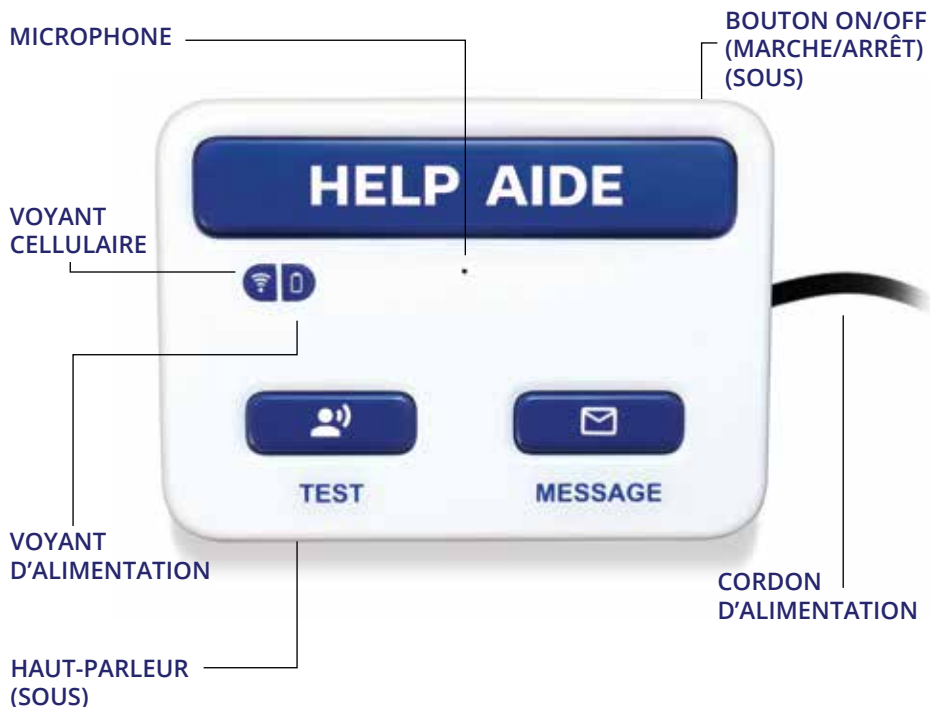 BOUTON ON/OFF
(MARCHE/ARRÊT)
(SOUS)
MICROPHONE
HELP AIDE
VOYANT
CELLULAIRE
TEST
MESSAGE
VOYANT
D'ALIMENTATION
CORDON
D'ALIMENTATION
HAUT-PARLEUR
(SOUS)